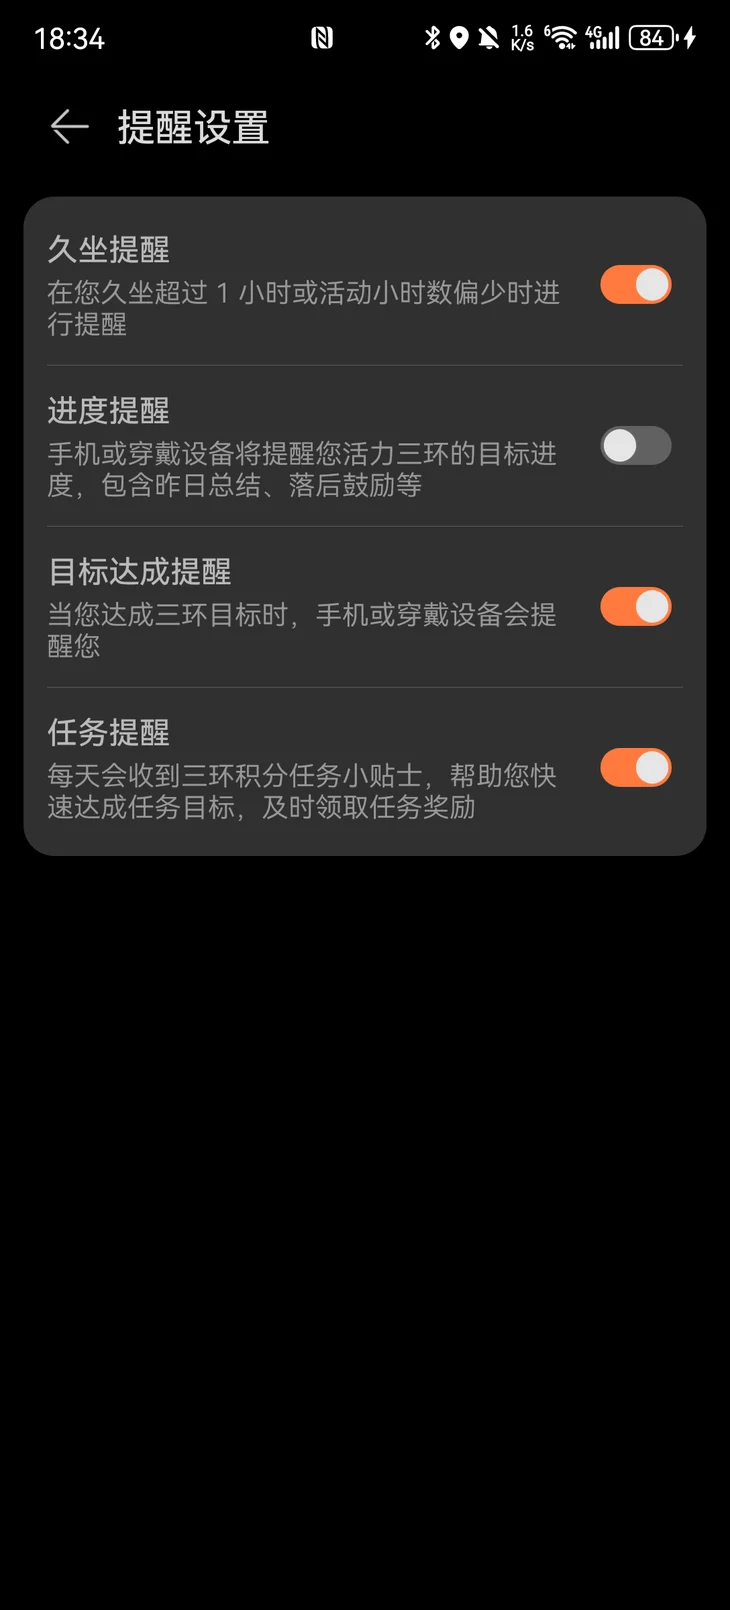 18:34
1.6 K/s
6
4G
84
提醒设置
久坐提醒
在您久坐超过 1 小时或活动小时数偏少时进
行提醒
进度提醒
手机或穿戴设备将提醒您活力三环的目标进
度，包含昨日总结、落后鼓励等
目标达成提醒
当您达成三环目标时，手机或穿戴设备会提
醒您
任务提醒
每天会收到三环积分任务小贴士，帮助您快
速达成任务目标，及时领取任务奖励